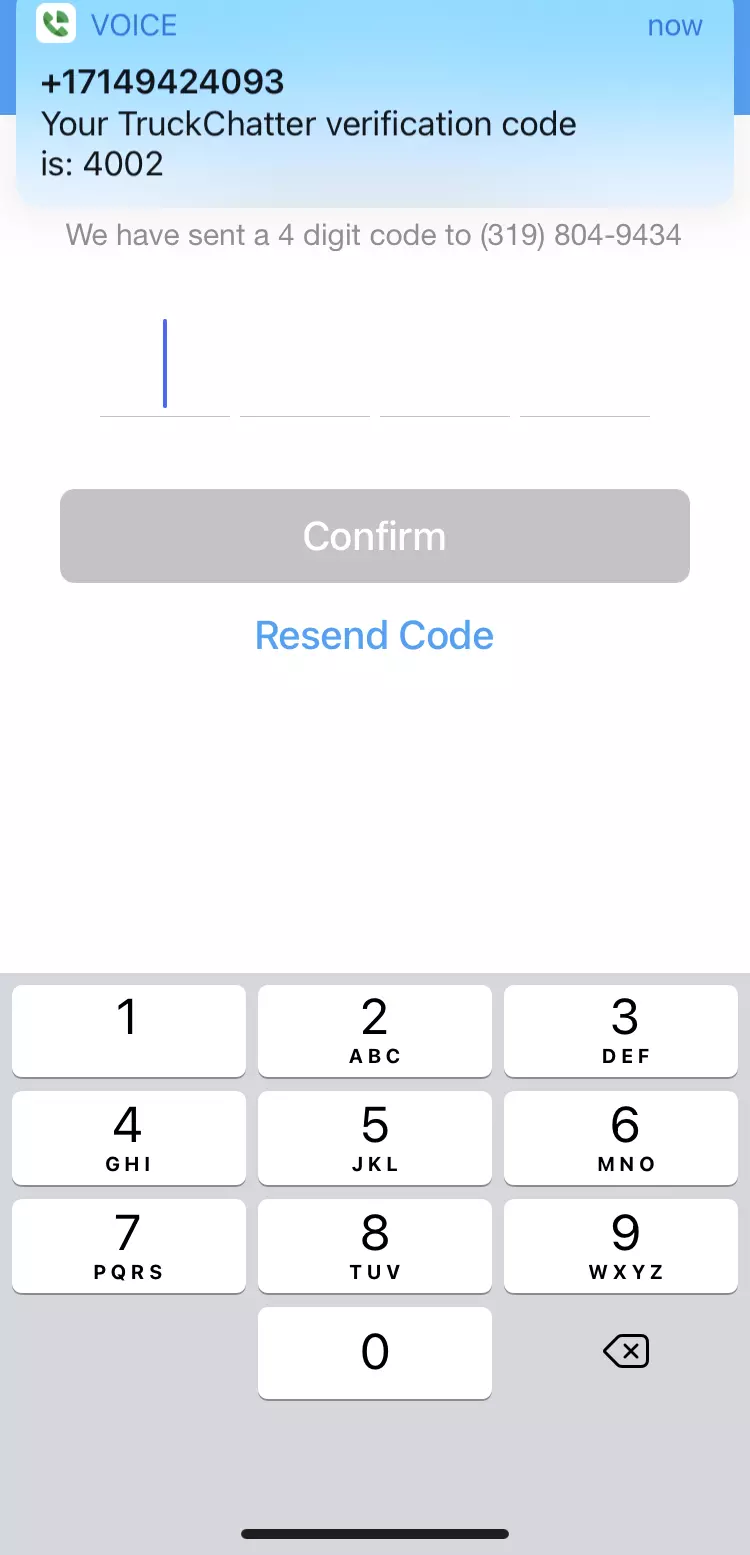 VOICE now
+17149424093
Your TruckChatter verification code
is: 4002
We have sent a 4 digit code to (319) 804-9434
Confirm
Resend Code
1 2 3
ABC DEF
4 5 6
GHI JKL MNO
7 8 9
PQRS TUV WXYZ
0